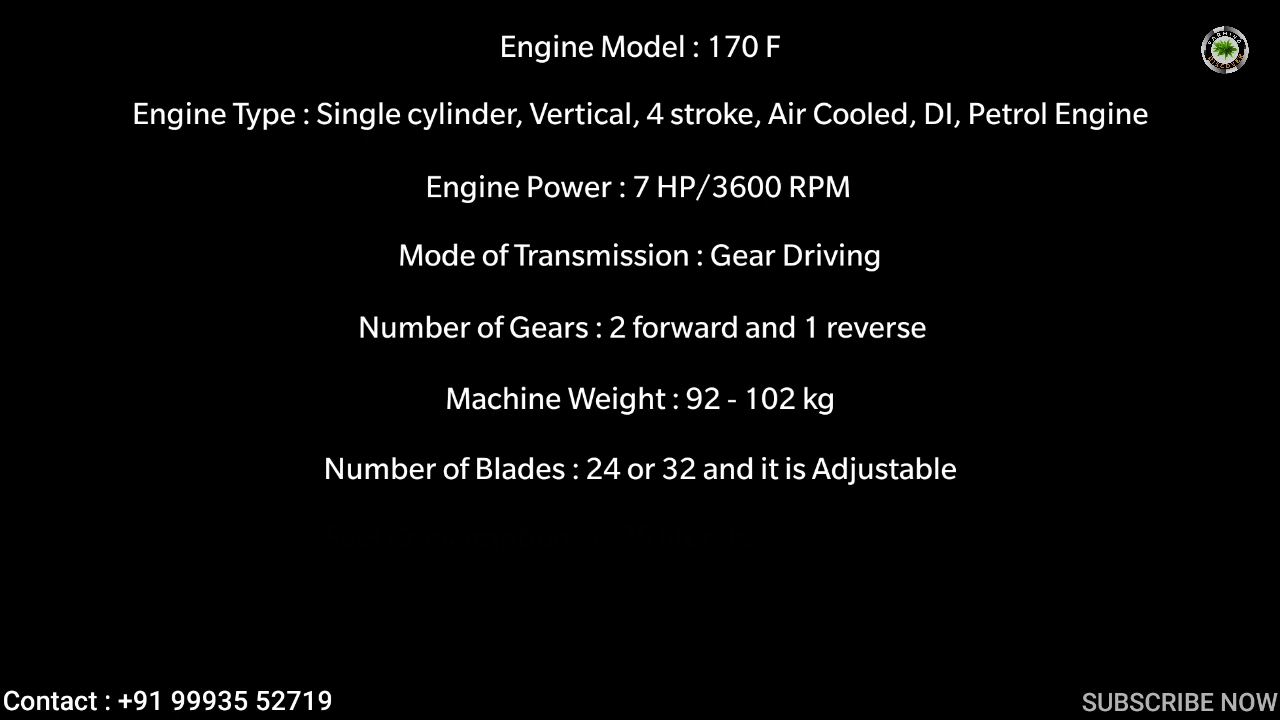 Engine Model : 170 F
Engine Type : Single cylinder, Vertical, 4 stroke, Air Cooled, DI, Petrol Engine
Engine Power : 7 HP/3600 RPM
Mode of Transmission : Gear Driving
Number of Gears : 2 forward and 1 reverse
Machine Weight : 92 - 102 kg
Number of Blades : 24 or 32 and it is Adjustable
Contact : +91 99935 52719
SUBSCRIBE NOW